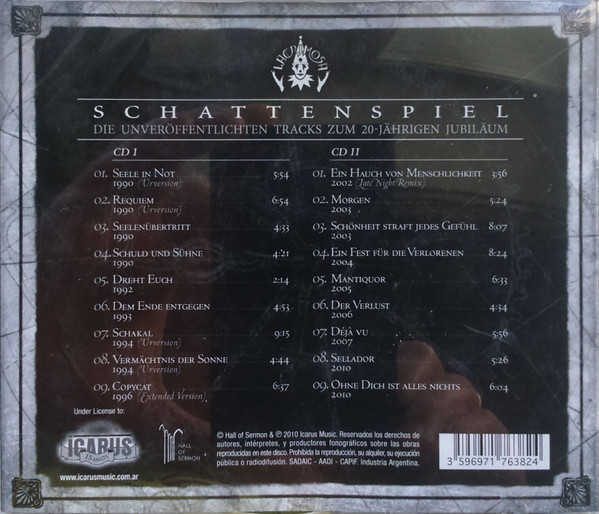 LACRIMOSA
SCHATTENSPIEL
DIE UNVERÖFFENTLICHTEN TRACKS ZUM 20-JÄHRIGEN JUBILÄUM
CD I
01. SEELE IN NOT 5:54
1990 (Urversion)
02. REQUIEM 6:54
1990 (Urversion)
03. SEELENÜBERTRITT 4:33
1990
04. SCHULD UND SÜHNE 4:21
1990
05. DREHT EUCH 2:14
1992
06. DEM ENDE ENTGEGEN 4:53
1993
07. SCHAKAL 9:15
1994 (Urversion)
08. VERMÄCHTNIS DER SONNE 4:44
1994 (Urversion)
09. COPYCAT 6:37
1996 (Extended Version)
CD II
01. EIN HAUCH VON MENSCHLICHKEIT 3:56
2002 (Late Night Remix)
02. MORGEN 5:24
2003
03. SCHÖNHEIT STRAFT JEDES GEFÜHL 8:07
2003
04. EIN FEST FÜR DIE VERLORENEN 8:24
2004
05. MANTIQUOR 6:33
2005
06. DER VERLUST 4:34
2006
07. DÉJÀ VU 5:56
2007
08. SELLADOR 5:26
2010
09. OHNE DICH IST ALLES NICHTS 6:04
2010
Under License to:
ICARUS
15 AÑOS
www.icarusmusic.com.ar
HALL
OF
SERMON
© Hall of Sermon & ℗ 2010 Icarus Music. Reservados los derechos de
autores, intérpretes, y productores fonográficos sobre las obras
reproducidas en este disco. Prohibida la reproducción, su alquiler, su ejecución
pública o radiodifusión. SADAIC - AADI - CAPIF. Industria Argentina.
3 596971 763824